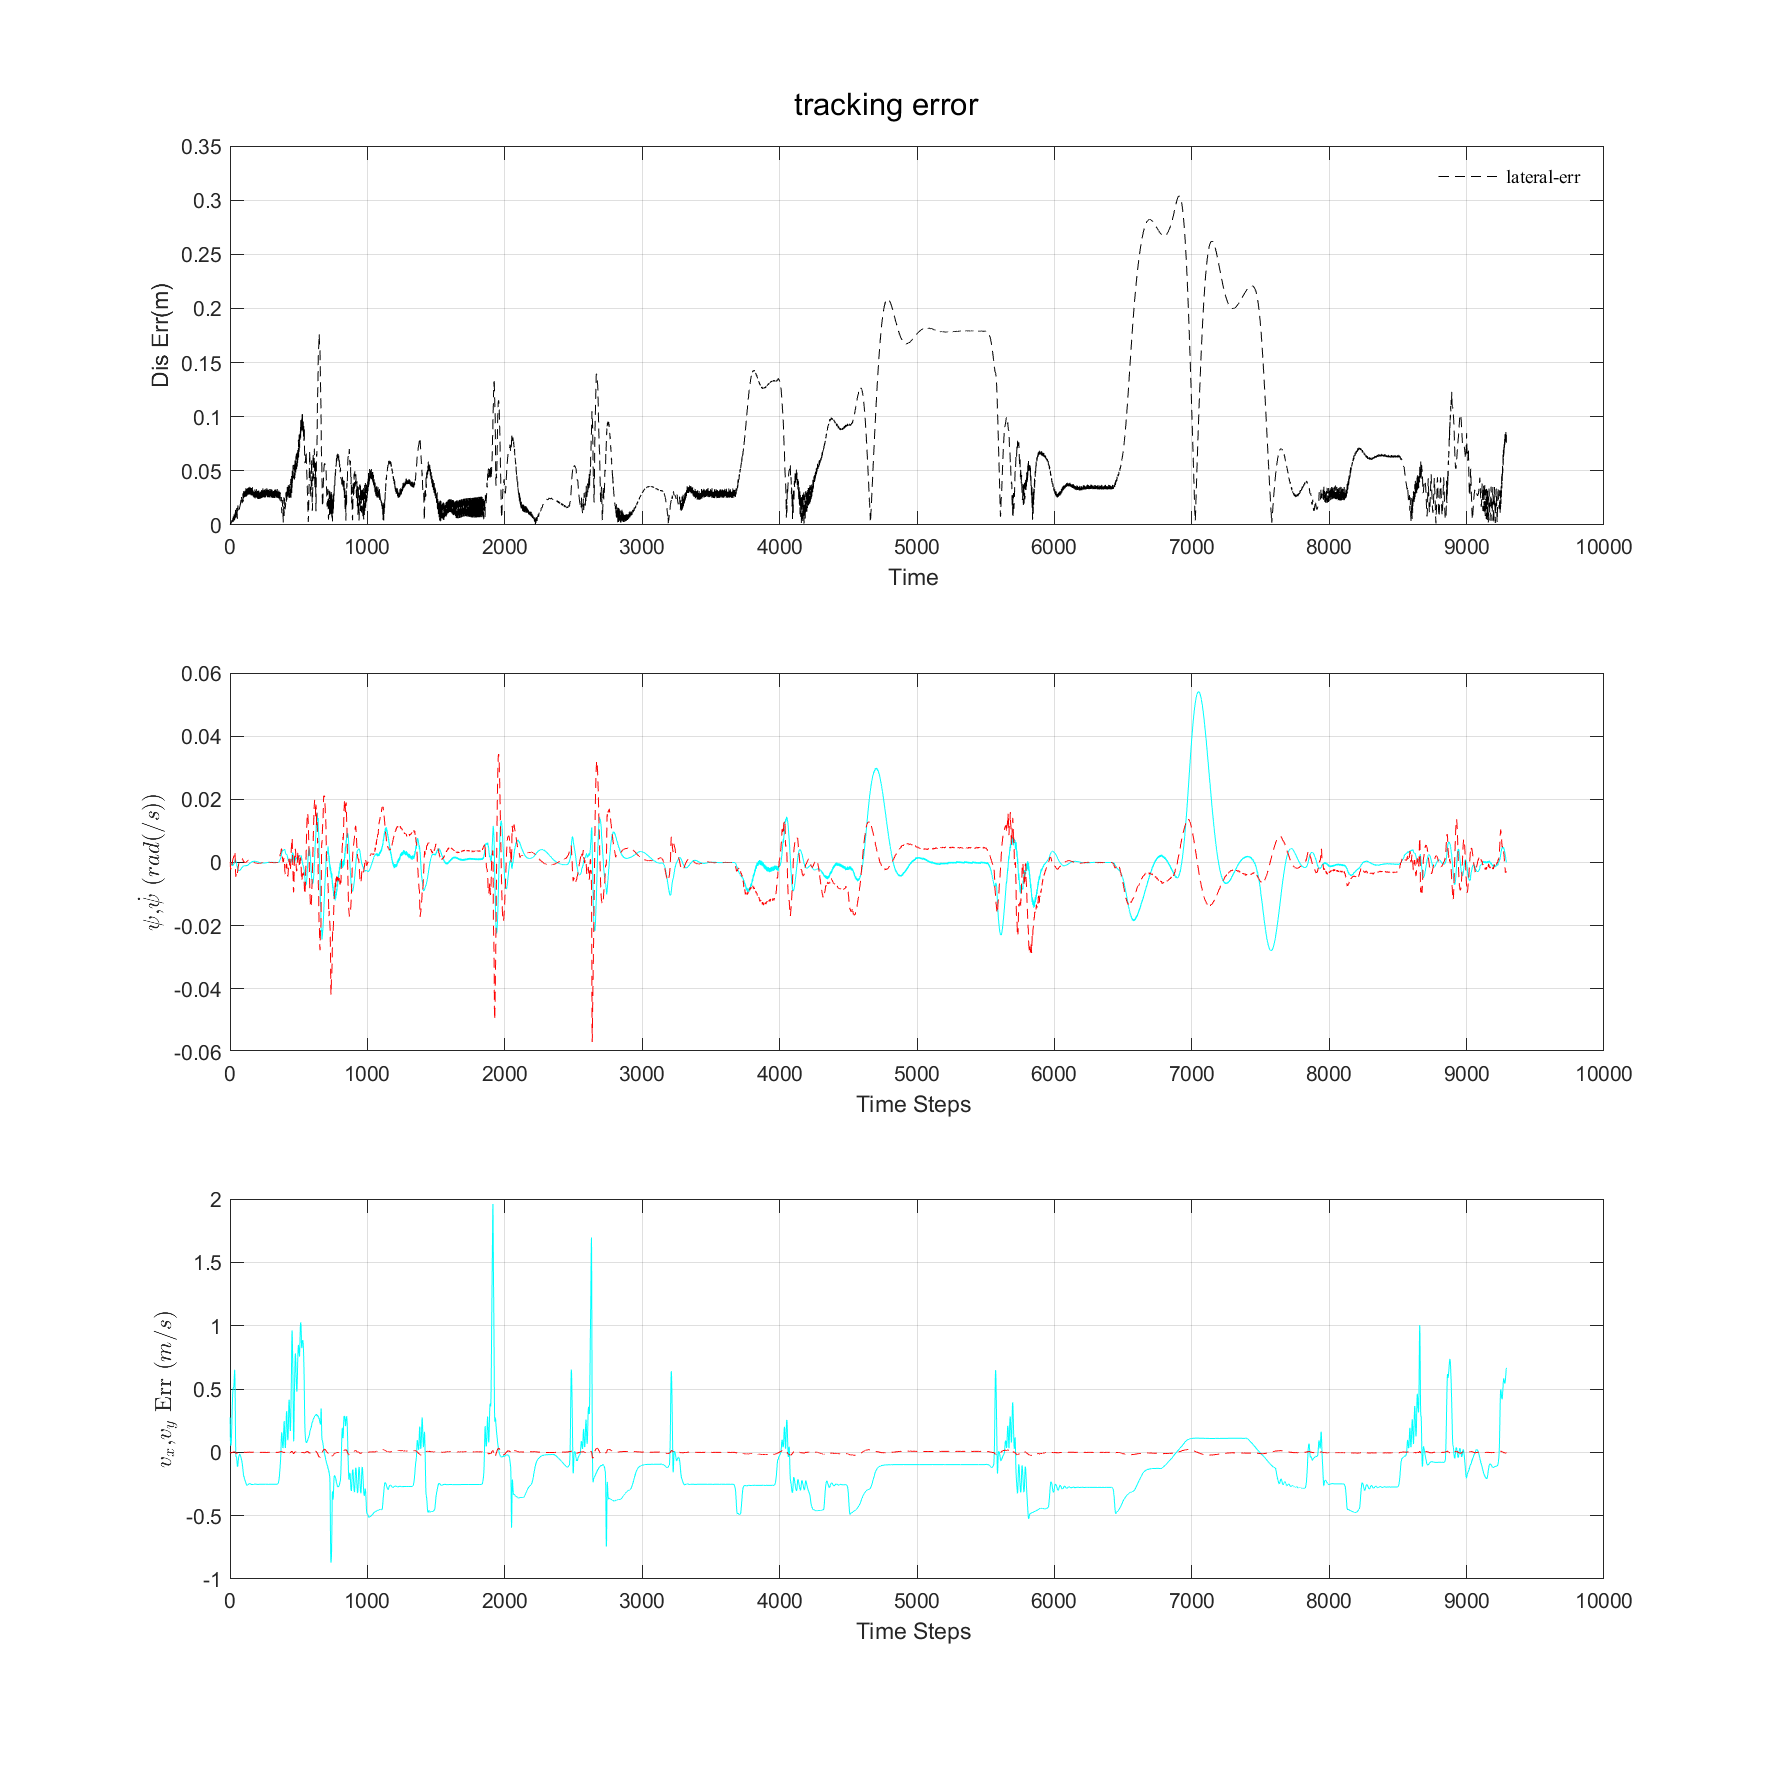 tracking error
0.35
0.3
0.25
0.2
0.15
0.1
0.05
0
Dis Err(m)
lateral-err
0 1000 2000 3000 4000 5000 6000 7000 8000 9000 10000
Time
0.06
0.04
0.02
0
-0.02
-0.04
-0.06
ψ,ψ̇ (rad(/s))
0 1000 2000 3000 4000 5000 6000 7000 8000 9000 10000
Time Steps
2
1.5
1
0.5
0
-0.5
-1
v_x,v_y Err (m/s)
0 1000 2000 3000 4000 5000 6000 7000 8000 9000 10000
Time Steps